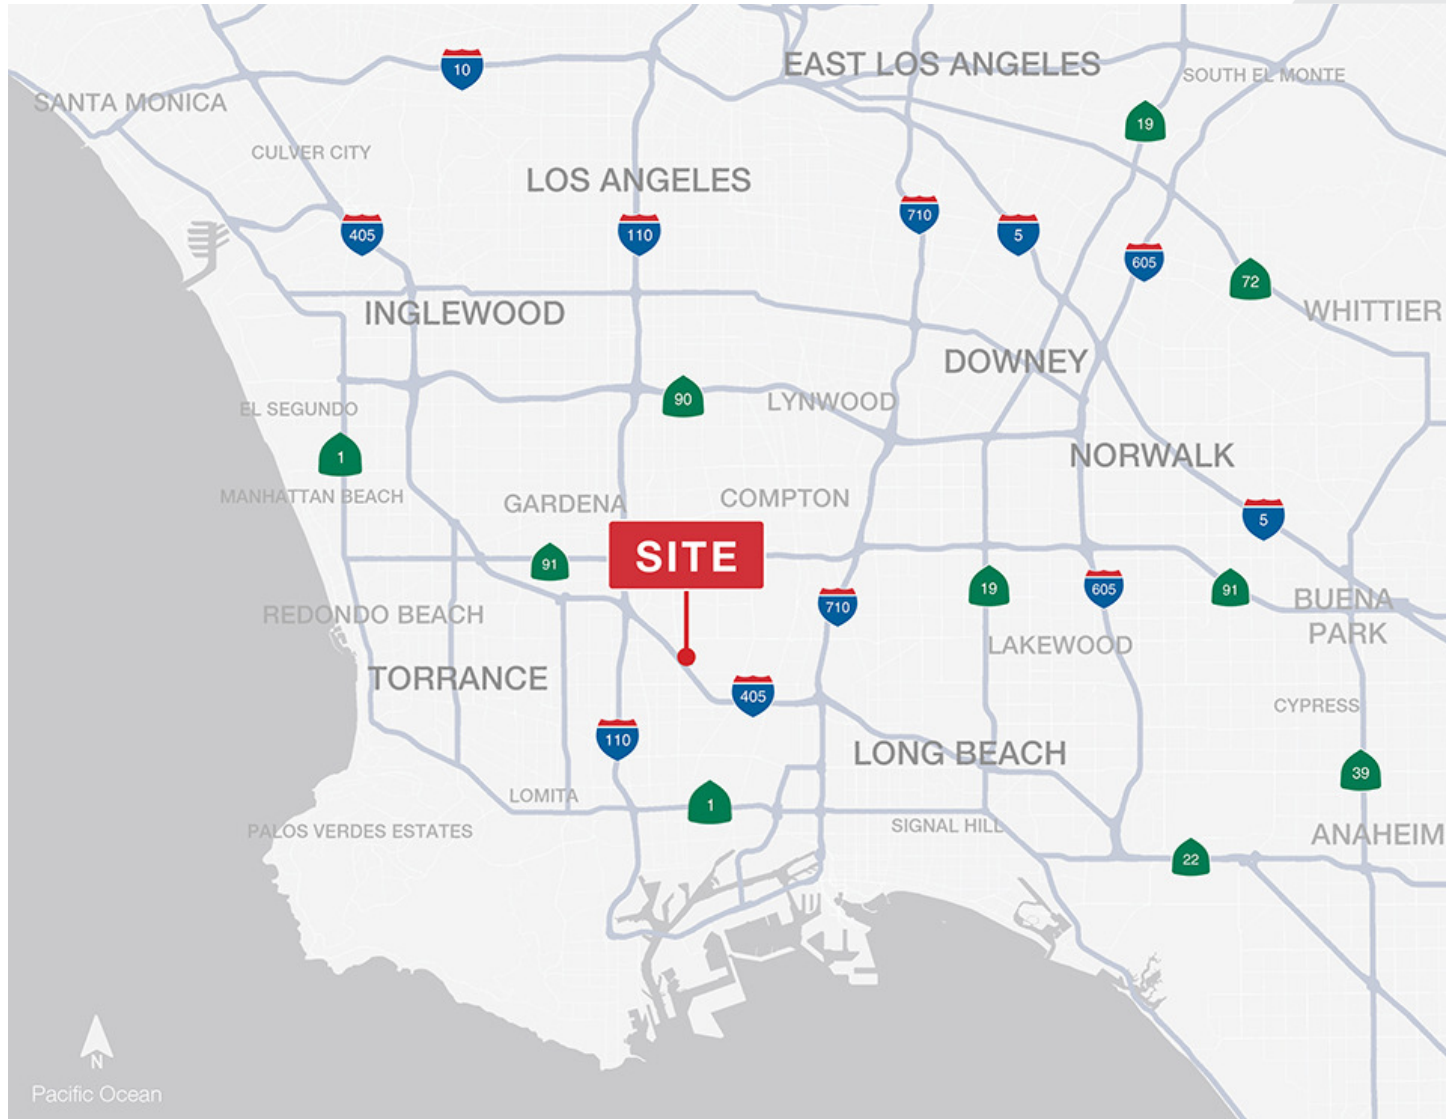 10
EAST LOS ANGELES
SOUTH EL MONTE
SANTA MONICA
19
CULVER CITY
LOS ANGELES
405
110
710
5
605
72
INGLEWOOD
WHITTIER
DOWNEY
90
LYNWOOD
EL SEGUNDO
1
NORWALK
MANHATTAN BEACH
GARDENA
COMPTON
5
SITE
91
19
605
91
710
BUENA
PARK
REDONDO BEACH
LAKEWOOD
TORRANCE
405
CYPRESS
110
LONG BEACH
39
LOMITA
1
PALOS VERDES ESTATES
SIGNAL HILL
ANAHEIM
22
N
Pacific Ocean